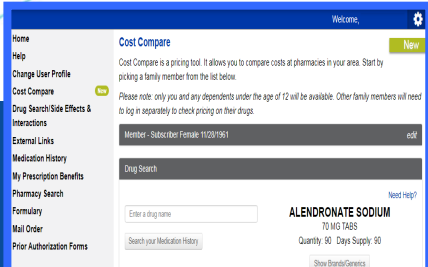 Welcome,
Home
Help
Change User Profile
Cost Compare New
Drug Search/Side Effects &
Interactions
External Links
Medication History
My Prescription Benefits
Pharmacy Search
Formulary
Mail Order
Prior Authorization Forms
Cost Compare
New
Cost Compare is a pricing tool. It allows you to compare costs at pharmacies in your area. Start by
picking a family member from the list below.
Please note: only you and any dependents under the age of 12 will be available. Other family members will need
to log in separately to check pricing on their drugs.
Member - Subscriber Female 11/28/1961 edit
Drug Search
Need Help?
Enter a drug name
Search your Medication History
ALENDRONATE SODIUM
70 MG TABS
Quantity: 90 Days Supply: 90
Show Brands/Generics